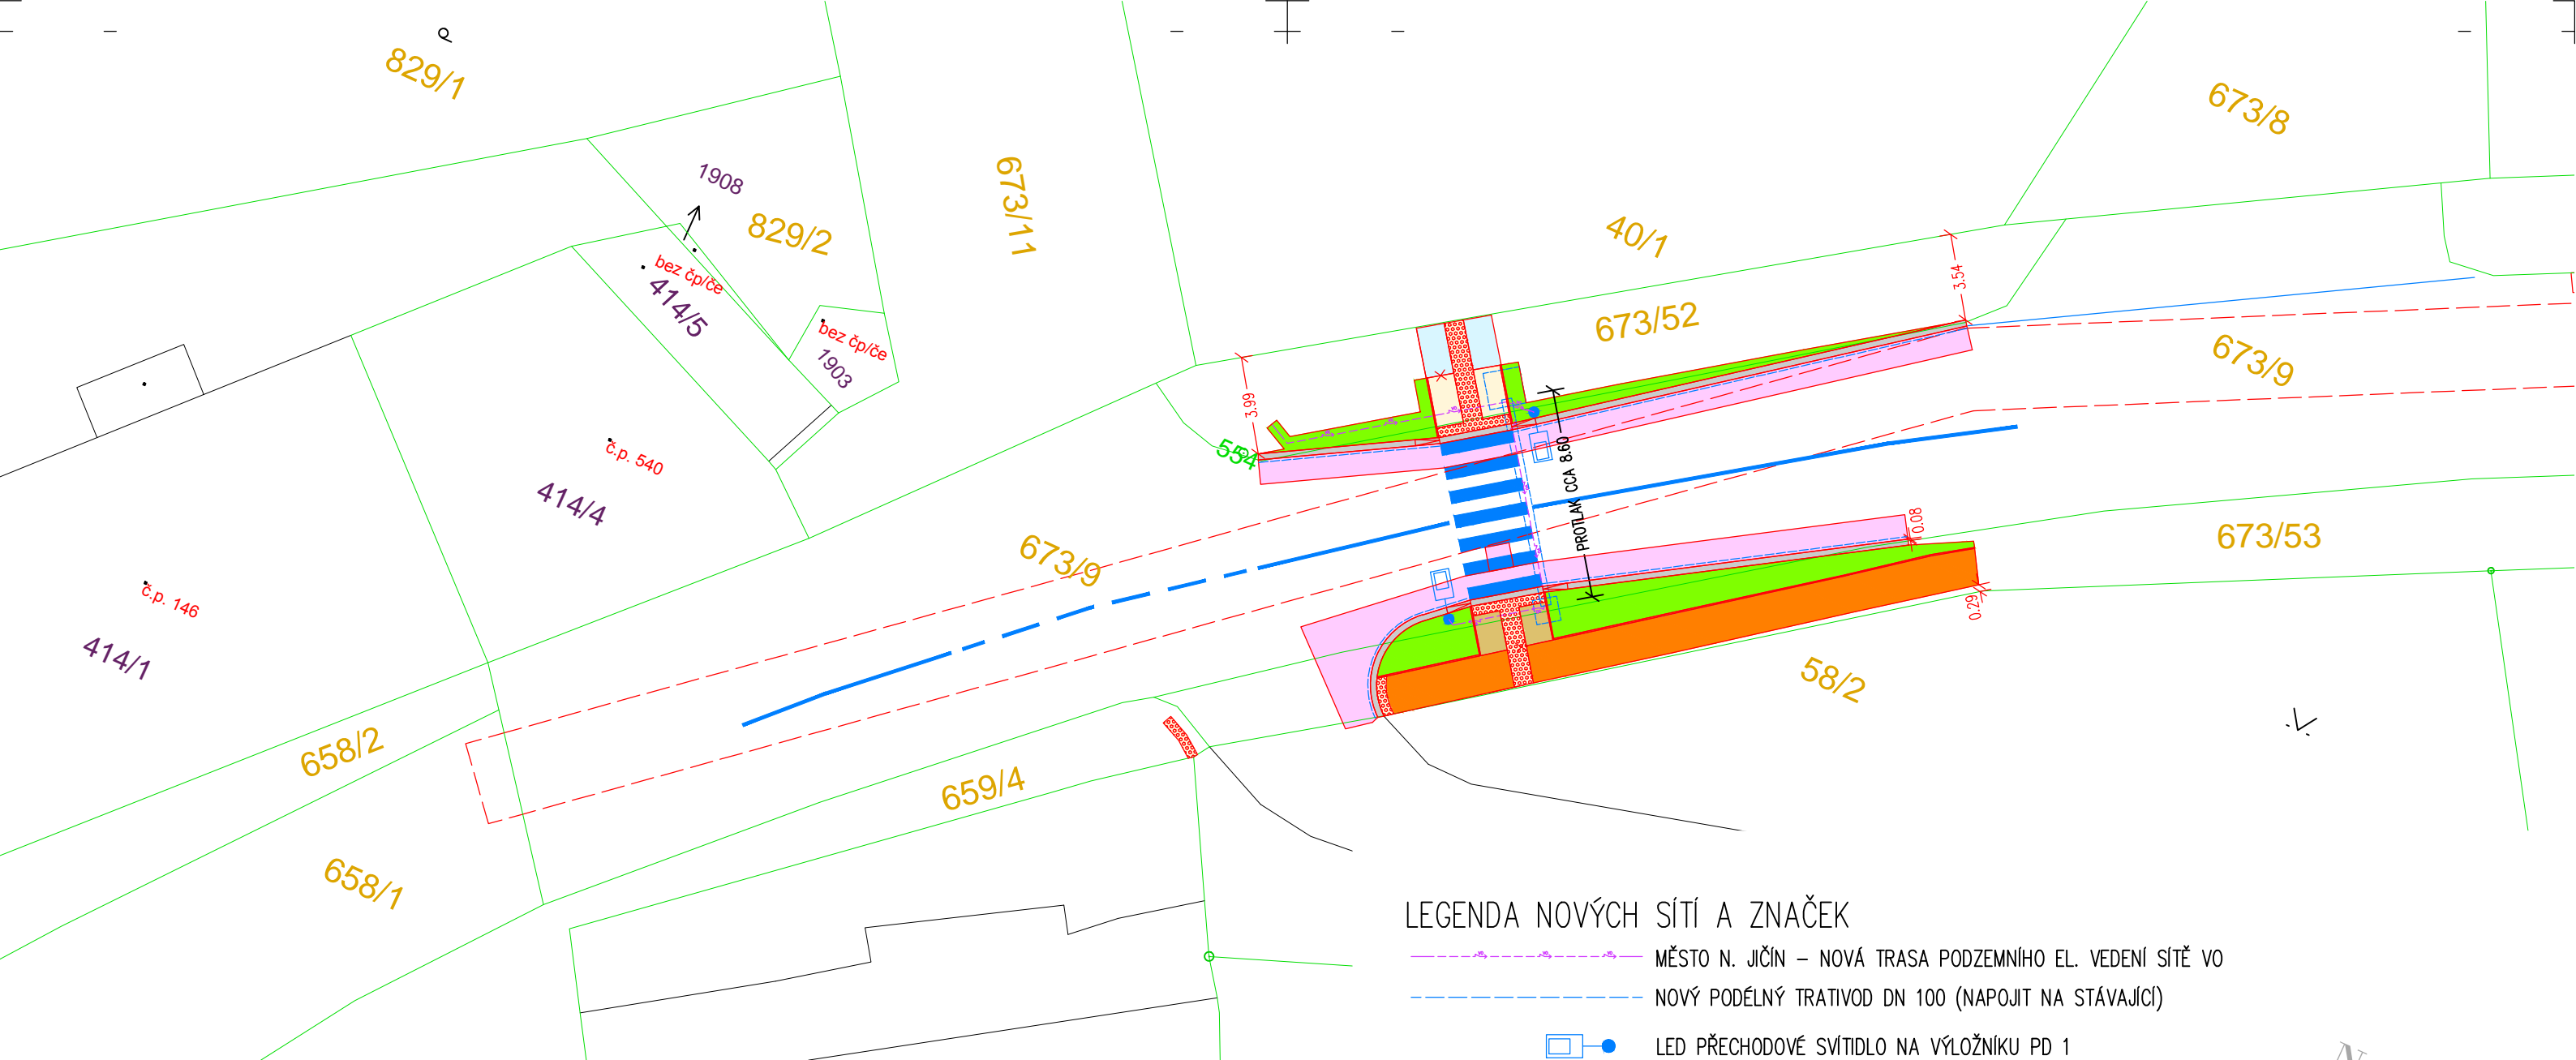 829/1
673/8
1908
829/2
673/11
40/1
bez čp/če
414/5
3.54
673/52
bez čp/če
1903
673/9
3.99
č.p. 540
554
PROTLAK CCA 8.60
414/4
673/9
0.08
673/53
č.p. 146
0.29
414/1
58/2
658/2
659/4
658/1
LEGENDA NOVÝCH SÍTÍ A ZNAČEK
MĚSTO N. JIČÍN – NOVÁ TRASA PODZEMNÍHO EL. VEDENÍ SÍTĚ VO
NOVÝ PODÉLNÝ TRATIVOD DN 100 (NAPOJIT NA STÁVAJÍCÍ)
LED PŘECHODOVÉ SVÍTIDLO NA VÝLOŽNÍKU PD 1